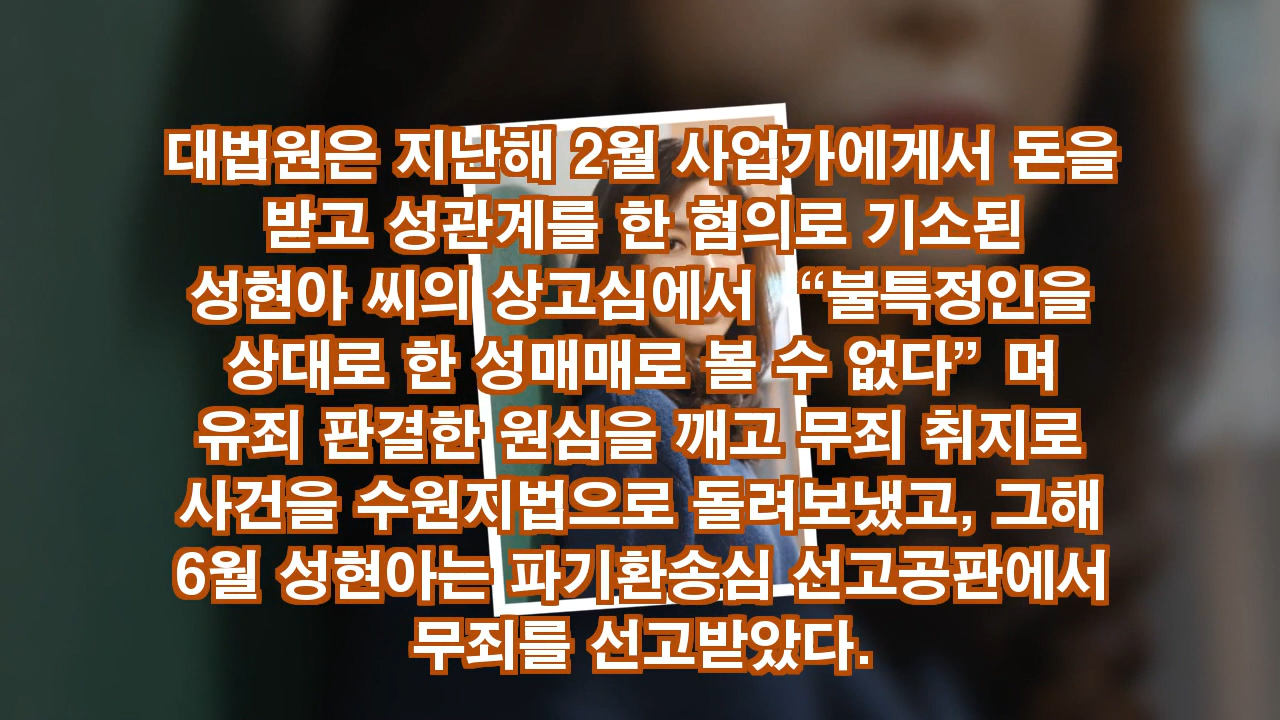 대법원은 지난해 2월 사업가에게서 돈을
받고 성관계를 한 혐의로 기소된
성현아 씨의 상고심에서 “불특정인을
상대로 한 성매매로 볼 수 없다” 며
유죄 판결한 원심을 깨고 무죄 취지로
사건을 수원지법으로 돌려보냈고, 그해
6월 성현아는 파기환송심 선고공판에서
무죄를 선고받았다.